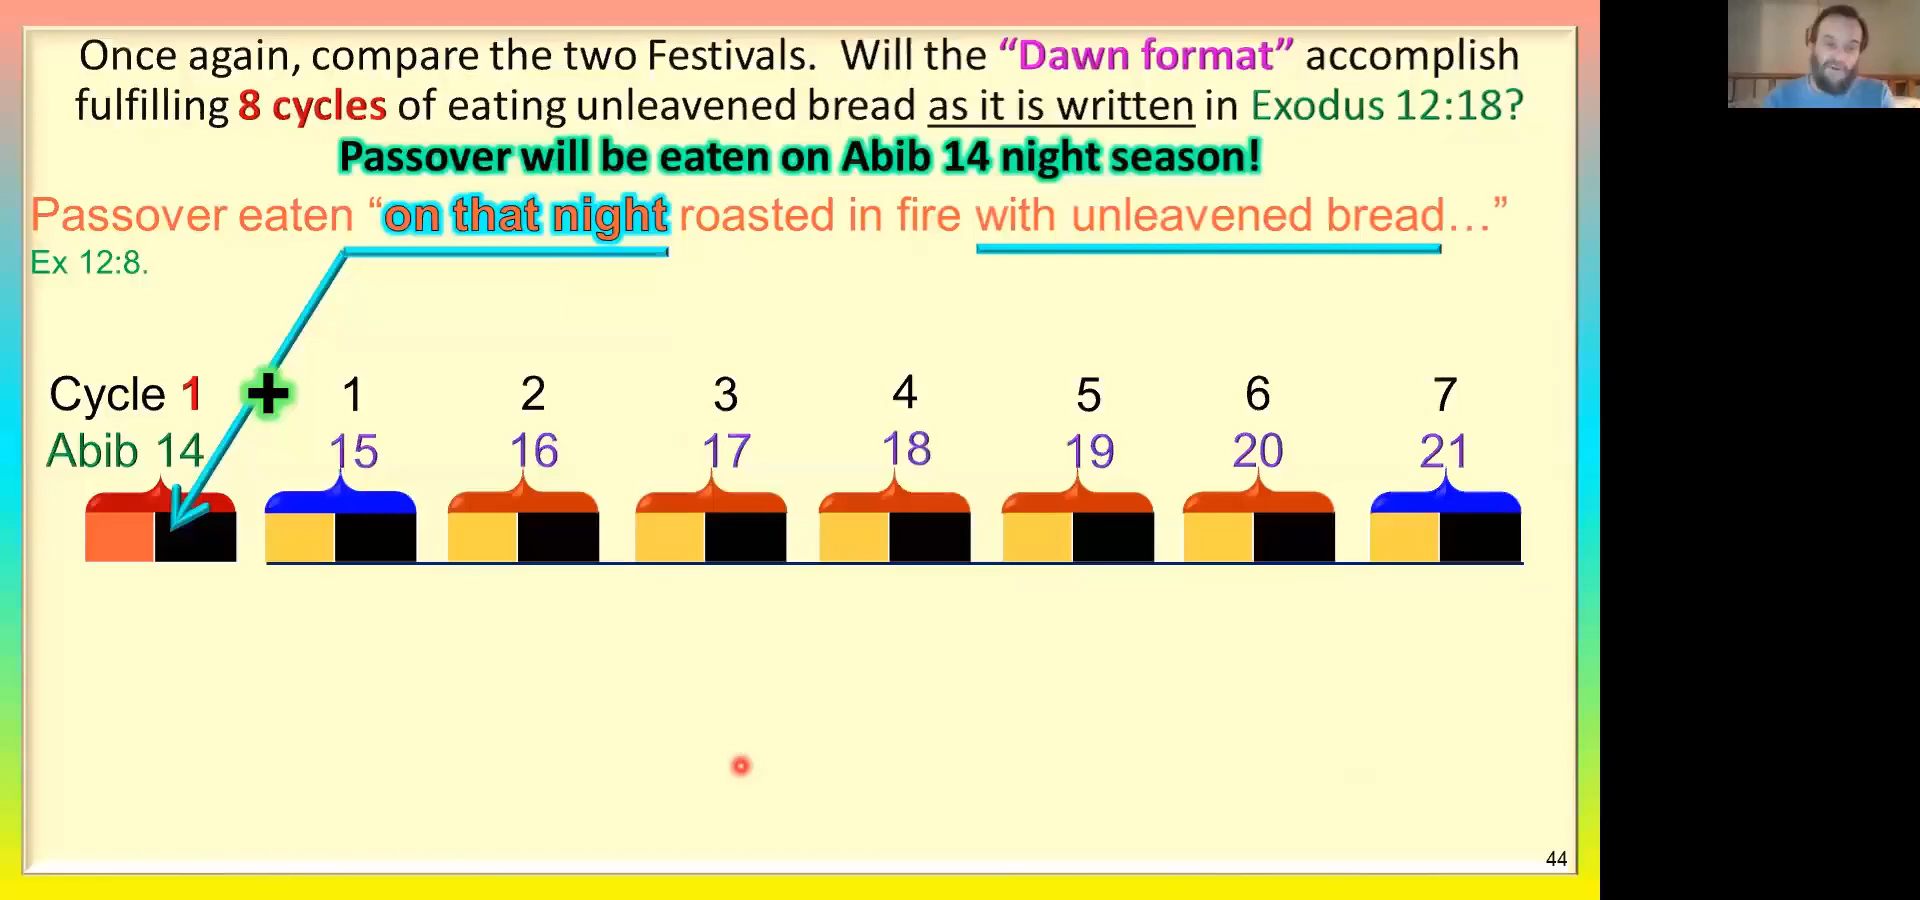 Once again, compare the two Festivals. Will the “Dawn format” accomplish
fulfilling 8 cycles of eating unleavened bread as it is written in Exodus 12:18?
Passover will be eaten on Abib 14 night season!
Passover eaten “on that night roasted in fire with unleavened bread…”
Ex 12:8.
Cycle 1 + 1 2 3 4 5 6 7
Abib 14 15 16 17 18 19 20 21
44